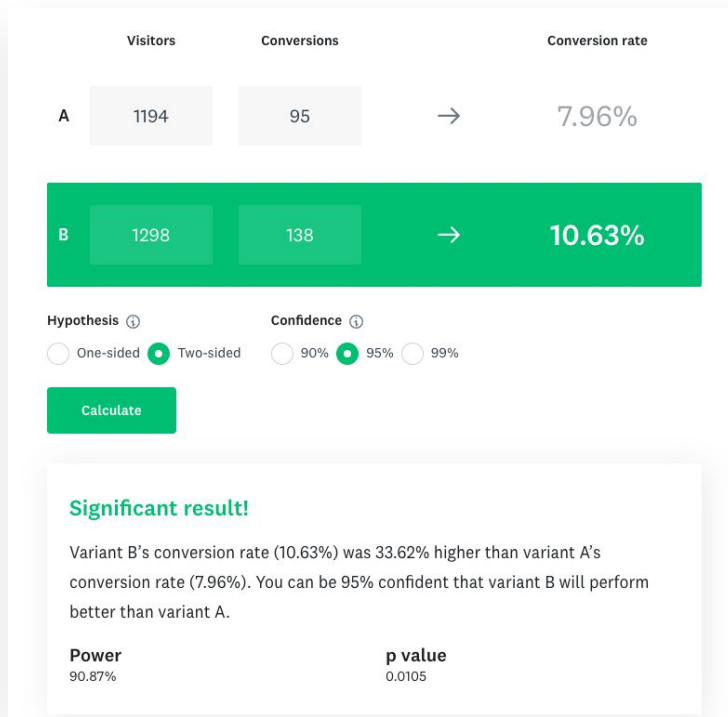 Visitors Conversions Conversion rate
A 1194 95 → 7.96%
B 1298 138 → 10.63%
Hypothesis Confidence
One-sided Two-sided 90% 95% 99%
Calculate
Significant result!
Variant B's conversion rate (10.63%) was 33.62% higher than variant A's
conversion rate (7.96%). You can be 95% confident that variant B will perform
better than variant A.
Power p value
90.87% 0.0105